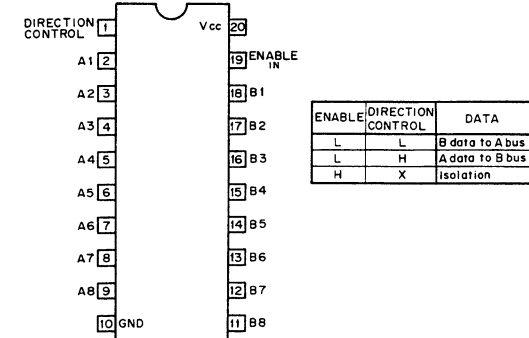 DIRECTION CONTROL 1
A1 2
A2 3
A3 4
A4 5
A5 6
A6 7
A7 8
A8 9
10 GND
Vcc 20
19 ENABLE IN
18 B1
17 B2
16 B3
15 B4
14 B5
13 B6
12 B7
11 B8
ENABLE DIRECTION CONTROL DATA
L L B data to A bus
L H A data to B bus
H X Isolation